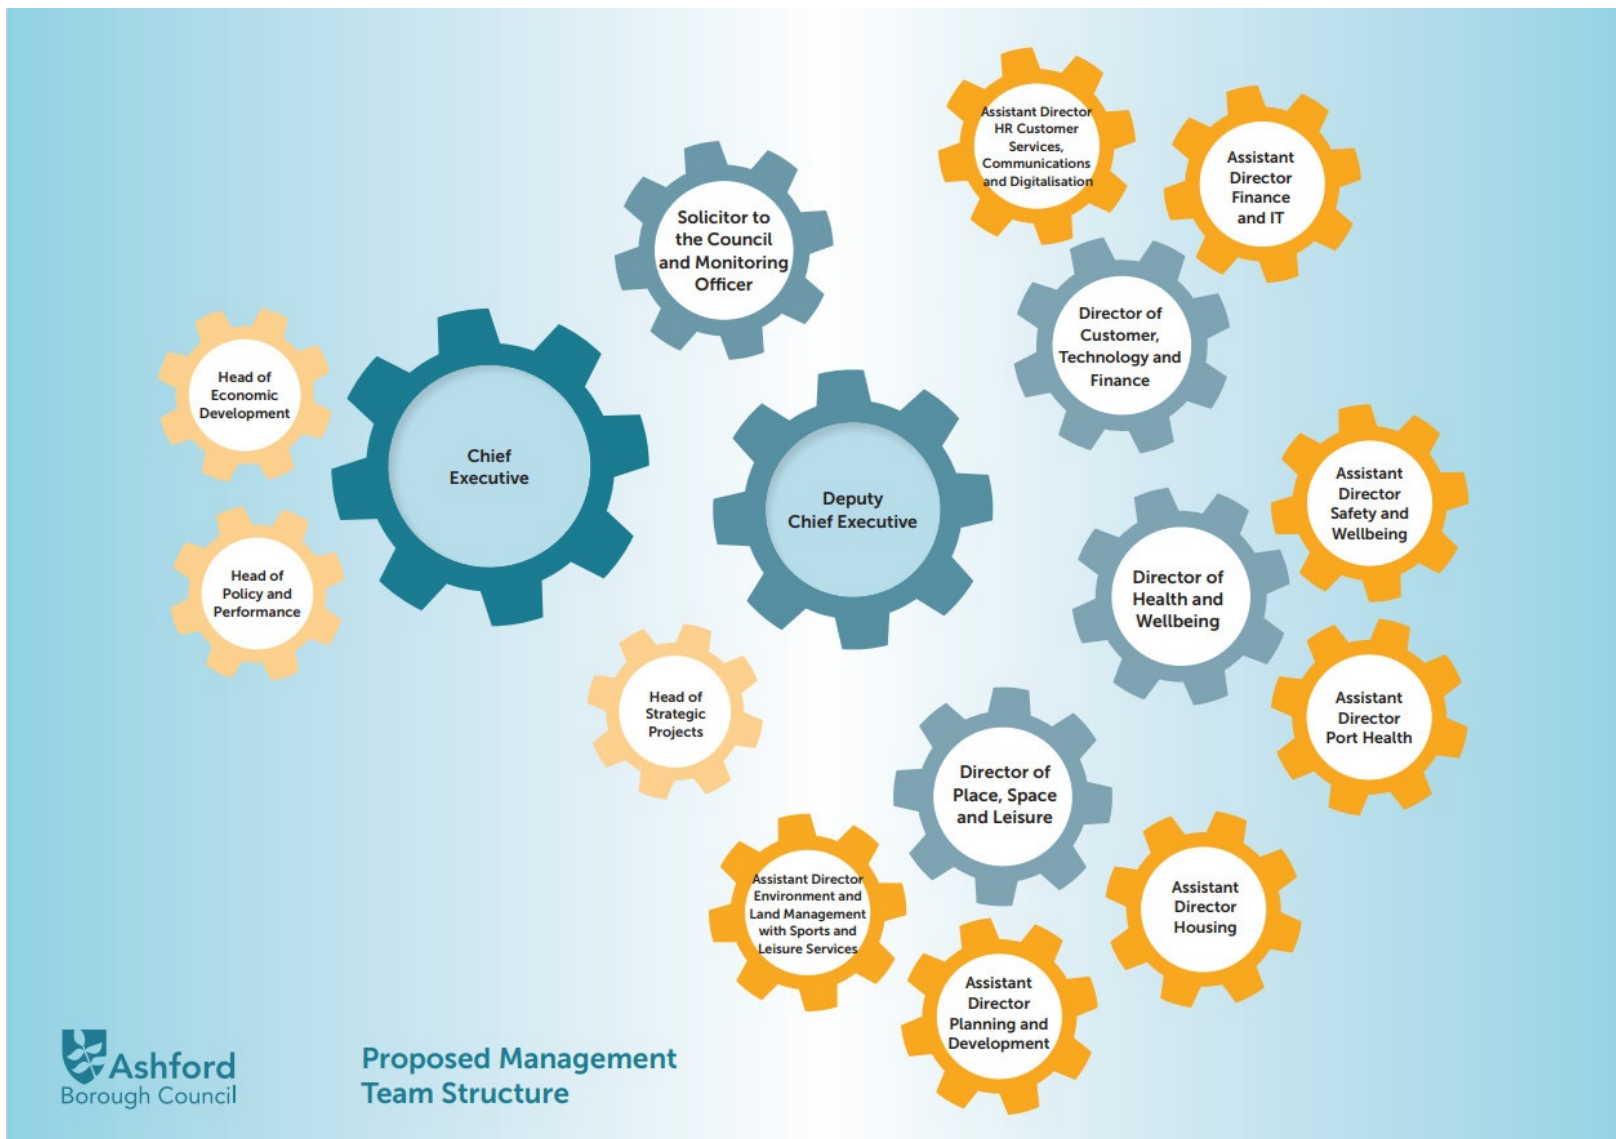 Assistant Director
HR Customer
Services,
Communications
and Digitalisation
Assistant
Director
Finance
and IT
Solicitor to
the Council
and Monitoring
Officer
Director of
Customer,
Technology and
Finance
Head of
Economic
Development
Chief
Executive
Deputy
Chief Executive
Assistant
Director
Safety and
Wellbeing
Head of
Policy and
Performance
Director of
Health and
Wellbeing
Head of
Strategic
Projects
Assistant
Director
Port Health
Director of
Place, Space
and Leisure
Assistant Director
Environment and
Land Management
with Sports and
Leisure Services
Assistant
Director
Housing
Assistant
Director
Planning and
Development
Ashford
Borough Council
Proposed Management
Team Structure